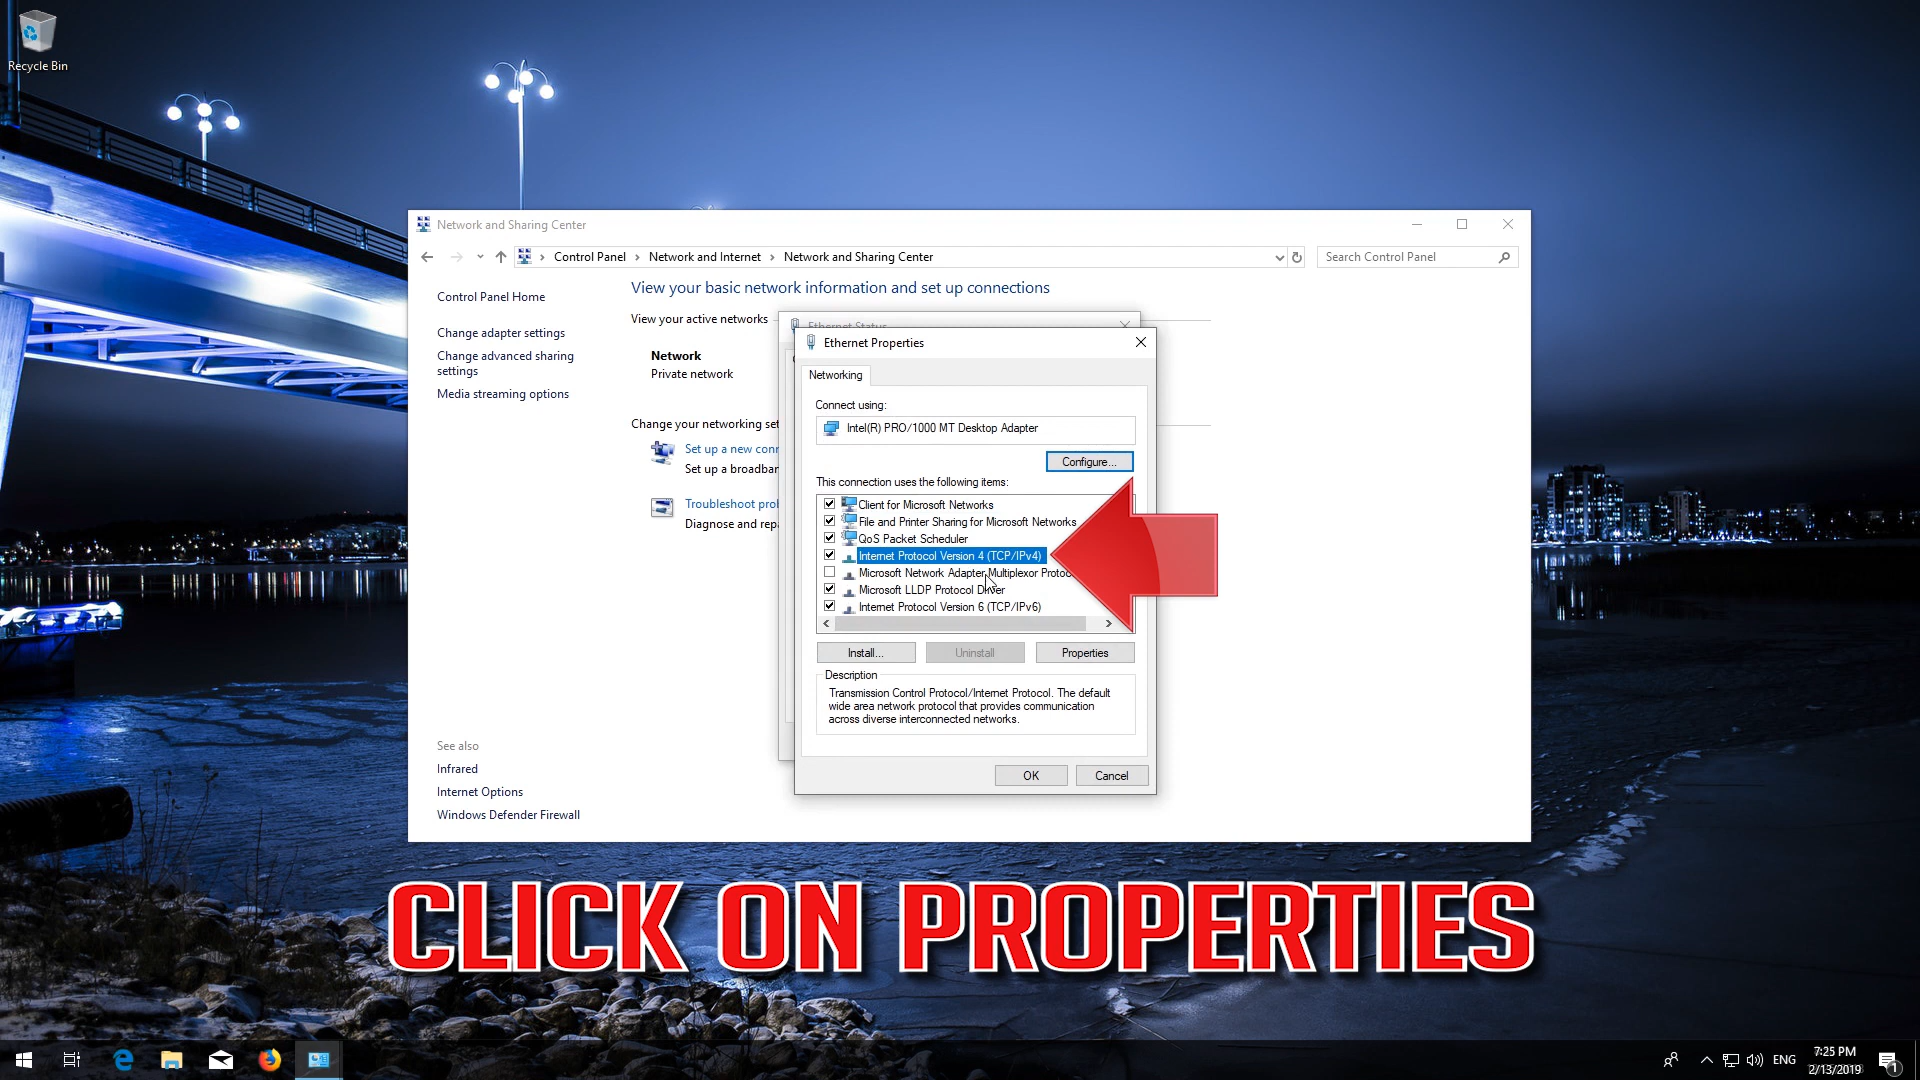 Recycle Bin
Network and Sharing Center
Control Panel
Network and Internet
Network and Sharing Center
Search Control Panel
Control Panel Home
Change adapter settings
Change advanced sharing
settings
Media streaming options
See also
Infrared
Internet Options
Windows Defender Firewall
View your basic network information and set up connections
View your active networks
Network
Private network
Change your networking set
Set up a new conn
Set up a broadban
Troubleshoot prob
Diagnose and repa
Ethernet Status
Ethernet Properties
Networking
Connect using:
Intel(R) PRO/1000 MT Desktop Adapter
Configure...
This connection uses the following items:
Client for Microsoft Networks
File and Printer Sharing for Microsoft Networks
QoS Packet Scheduler
Internet Protocol Version 4 (TCP/IPv4)
Microsoft Network Adapter Multiplexor Protoc
Microsoft LLDP Protocol Driver
Internet Protocol Version 6 (TCP/IPv6)
Install...
Uninstall
Properties
Description
Transmission Control Protocol/Internet Protocol. The default
wide area network protocol that provides communication
across diverse interconnected networks.
OK
Cancel
CLICK ON PROPERTIES
ENG
7:25 PM
2/13/2019
1